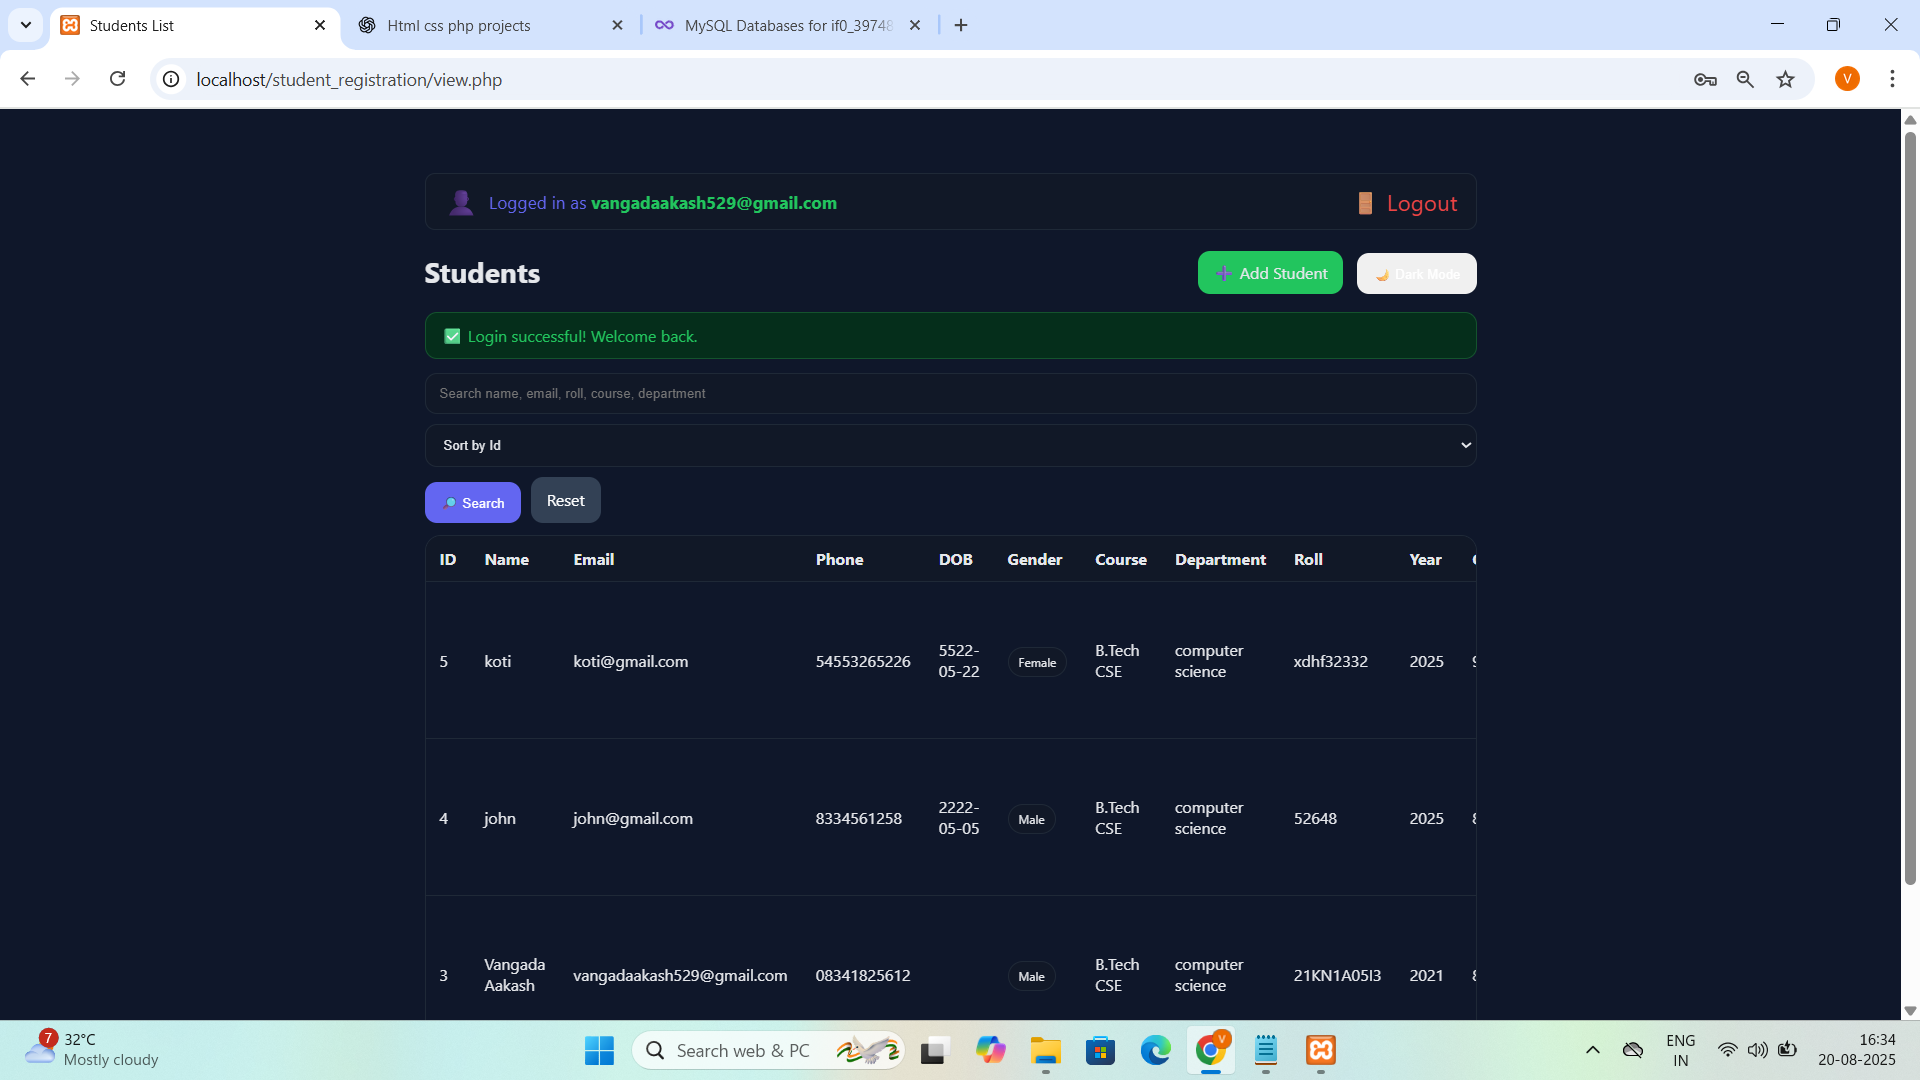 Students List
Html css php projects
MySQL Databases for if0_39748
localhost/student_registration/view.php
V
Logged in as vangadaakash529@gmail.com
Logout
Students
Add Student
Dark Mode
Login successful! Welcome back.
Search name, email, roll, course, department
Sort by Id
Search
Reset
ID Name Email Phone DOB Gender Course Department Roll Year
5 koti koti@gmail.com 54553265226 5522-05-22 Female B.Tech CSE computer science xdhf32332 2025
4 john john@gmail.com 8334561258 2222-05-05 Male B.Tech CSE computer science 52648 2025
3 Vangada Aakash vangadaakash529@gmail.com 08341825612 Male B.Tech CSE computer science 21KN1A05I3 2021
7
32°C
Mostly cloudy
Search web & PC
V
ENG
IN
16:34
20-08-2025